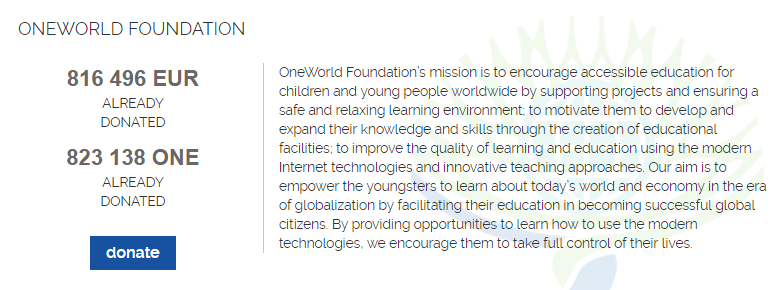 ONEWORLD FOUNDATION
816 496 EUR
ALREADY
DONATED
823 138 ONE
ALREADY
DONATED
donate
OneWorld Foundation's mission is to encourage accessible education for
children and young people worldwide by supporting projects and ensuring a
safe and relaxing learning environment; to motivate them to develop and
expand their knowledge and skills through the creation of educational
facilities; to improve the quality of learning and education using the modern
Internet technologies and innovative teaching approaches. Our aim is to
empower the youngsters to learn about today's world and economy in the era
of globalization by facilitating their education in becoming successful global
citizens. By providing opportunities to learn how to use the modern
technologies, we encourage them to take full control of their lives.